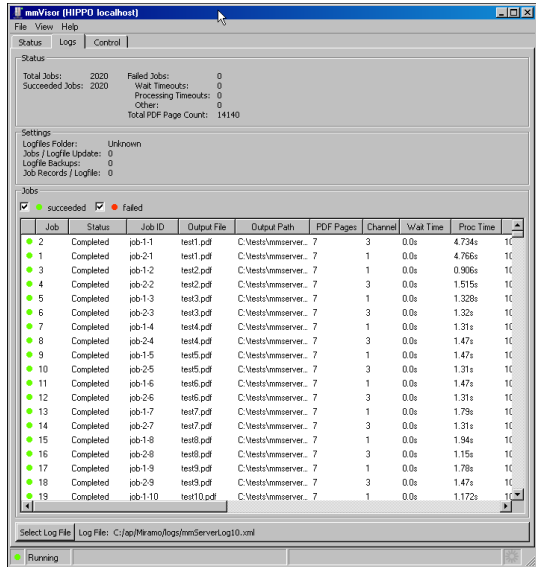 mmVisor (HIPPO localhost)
File View Help
Status Logs Control
Status
Total Jobs: 2020 Failed Jobs: 0
Succeeded Jobs: 2020 Wait Timeouts: 0
Processing Timeouts: 0
Other: 0
Total PDF Page Count: 14140
Settings
Logfiles Folder: Unknown
Jobs / Logfile Update: 0
Logfile Backups: 0
Job Records / Logfile: 0
Jobs
succeeded failed
Job Status Job ID Output File Output Path PDF Pages Channel Wait Time Proc Time
2 Completed job-1-1 test1.pdf C:\tests\mmserver... 7 3 0.0s 4.734s 10
1 Completed job-2-1 test1.pdf C:\tests\mmserver... 7 1 0.0s 4.766s 10
3 Completed job-1-2 test2.pdf C:\tests\mmserver... 7 1 0.0s 0.906s 10
4 Completed job-2-2 test2.pdf C:\tests\mmserver... 7 3 0.0s 1.515s 10
5 Completed job-1-3 test3.pdf C:\tests\mmserver... 7 1 0.0s 1.328s 10
6 Completed job-2-3 test3.pdf C:\tests\mmserver... 7 3 0.0s 1.32s 10
7 Completed job-1-4 test4.pdf C:\tests\mmserver... 7 1 0.0s 1.31s 10
8 Completed job-2-4 test4.pdf C:\tests\mmserver... 7 3 0.0s 1.47s 10
9 Completed job-1-5 test5.pdf C:\tests\mmserver... 7 1 0.0s 1.47s 10
10 Completed job-2-5 test5.pdf C:\tests\mmserver... 7 3 0.0s 1.31s 10
11 Completed job-1-6 test6.pdf C:\tests\mmserver... 7 1 0.0s 1.47s 10
12 Completed job-2-6 test6.pdf C:\tests\mmserver... 7 3 0.0s 1.31s 10
13 Completed job-1-7 test7.pdf C:\tests\mmserver... 7 1 0.0s 1.79s 10
14 Completed job-2-7 test7.pdf C:\tests\mmserver... 7 3 0.0s 1.31s 10
15 Completed job-1-8 test8.pdf C:\tests\mmserver... 7 1 0.0s 1.94s 10
16 Completed job-2-8 test8.pdf C:\tests\mmserver... 7 3 0.0s 1.15s 10
17 Completed job-1-9 test9.pdf C:\tests\mmserver... 7 1 0.0s 1.78s 10
18 Completed job-2-9 test9.pdf C:\tests\mmserver... 7 3 0.0s 1.47s 10
19 Completed job-1-10 test10.pdf C:\tests\mmserver... 7 1 0.0s 1.172s 10
Select Log File Log File: C:/ap/Miramo/logs/mmServerLog10.xml
Running